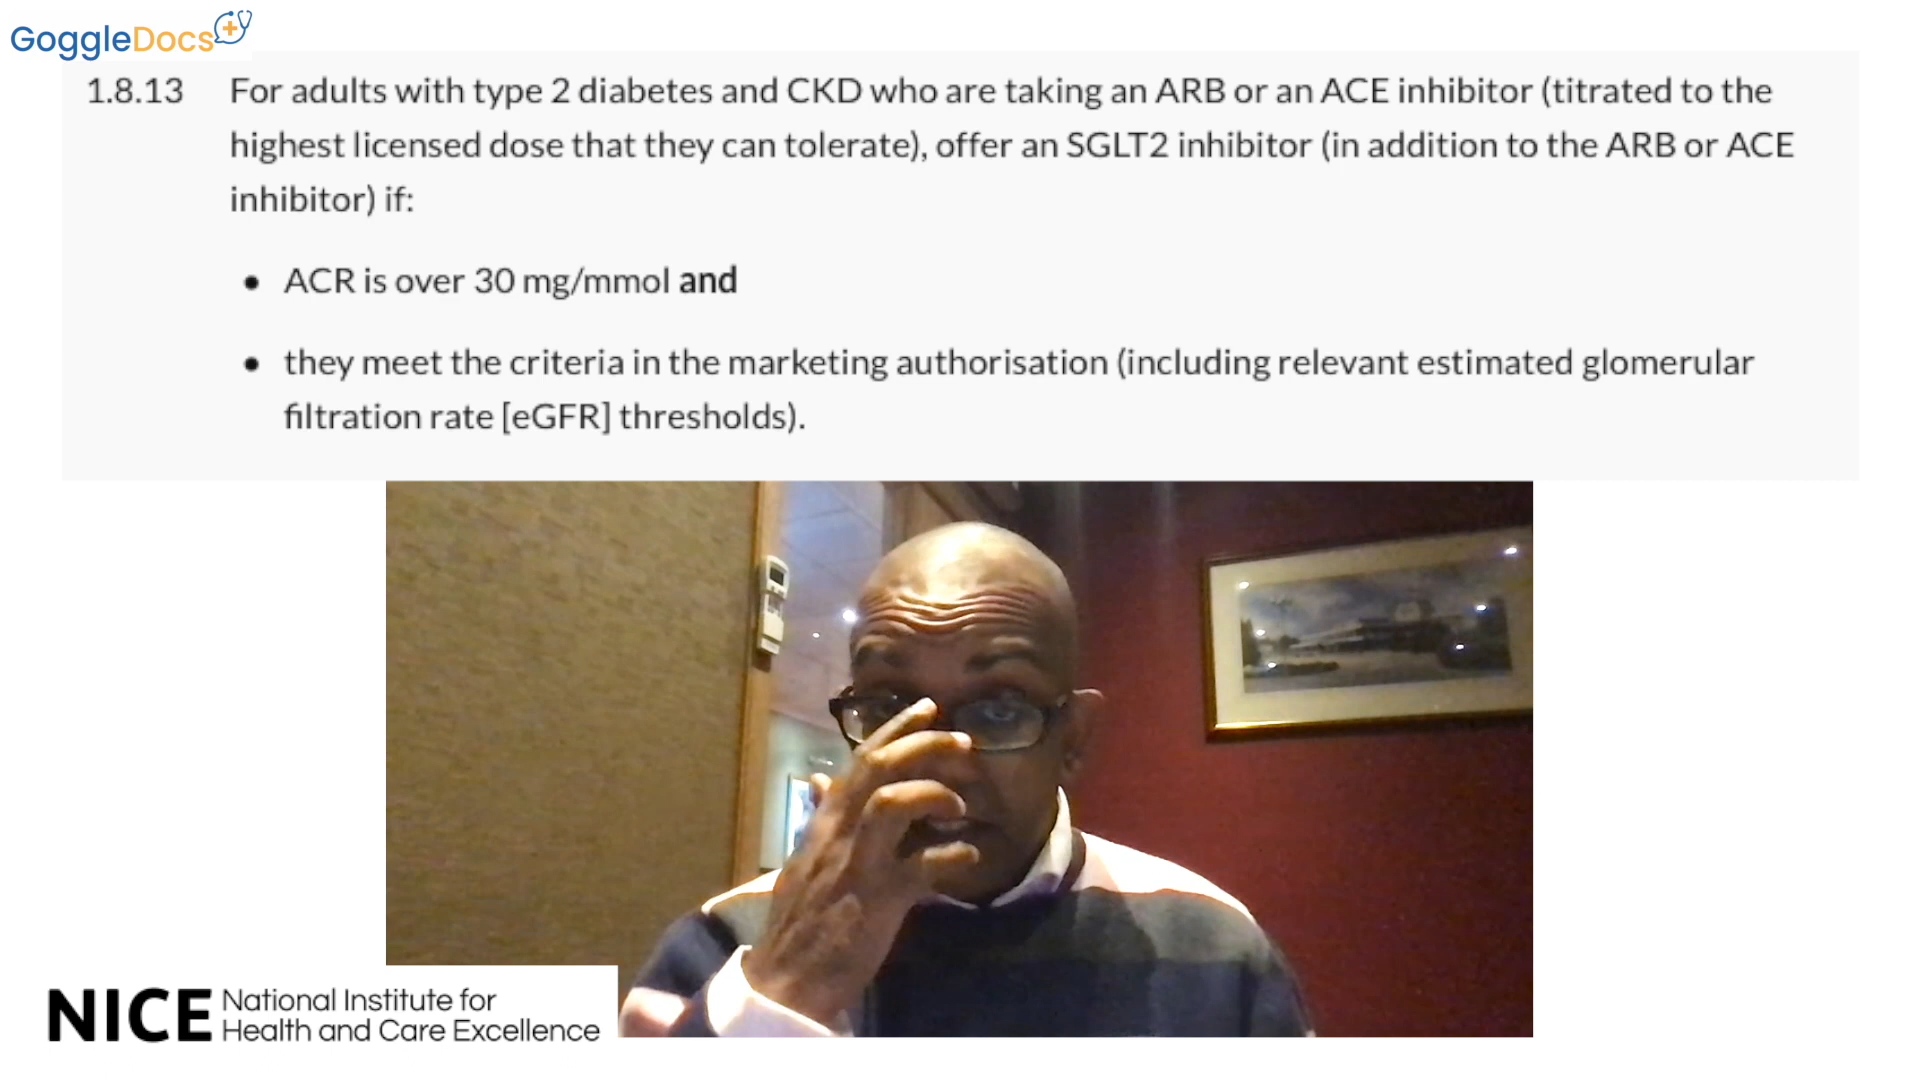 GoggleDocs
1.8.13 For adults with type 2 diabetes and CKD who are taking an ARB or an ACE inhibitor (titrated to the
highest licensed dose that they can tolerate), offer an SGLT2 inhibitor (in addition to the ARB or ACE
inhibitor) if:
• ACR is over 30 mg/mmol and
• they meet the criteria in the marketing authorisation (including relevant estimated glomerular
filtration rate [eGFR] thresholds).
NICE National Institute for
Health and Care Excellence